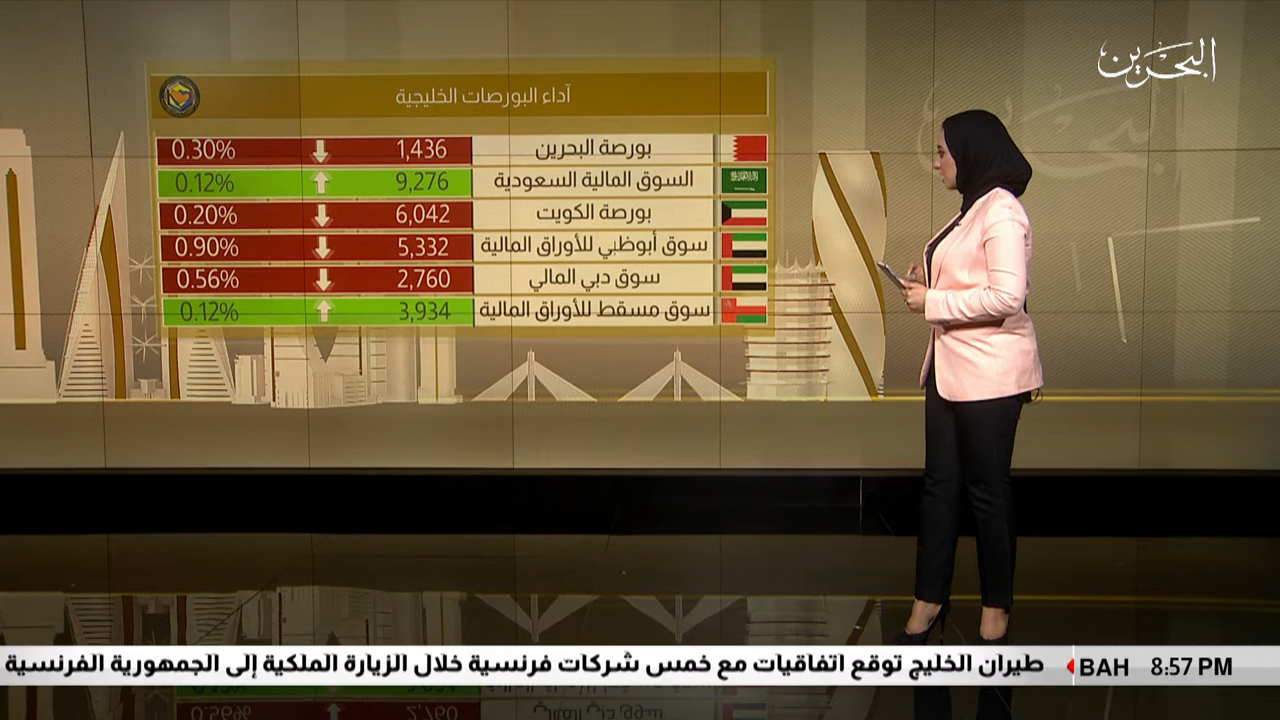 البحرين
آداء البورصات الخليجية
بورصة البحرين 1,436 0.30%
السوق المالية السعودية 9,276 0.12%
بورصة الكويت 6,042 0.20%
سوق أبوظبي للأوراق المالية 5,332 0.90%
سوق دبي المالي 2,760 0.56%
سوق مسقط للأوراق المالية 3,934 0.12%
BAH 8:57 PM
طيران الخليج توقع اتفاقيات مع خمس شركات فرنسية خلال الزيارة الملكية إلى الجمهورية الفرنسية